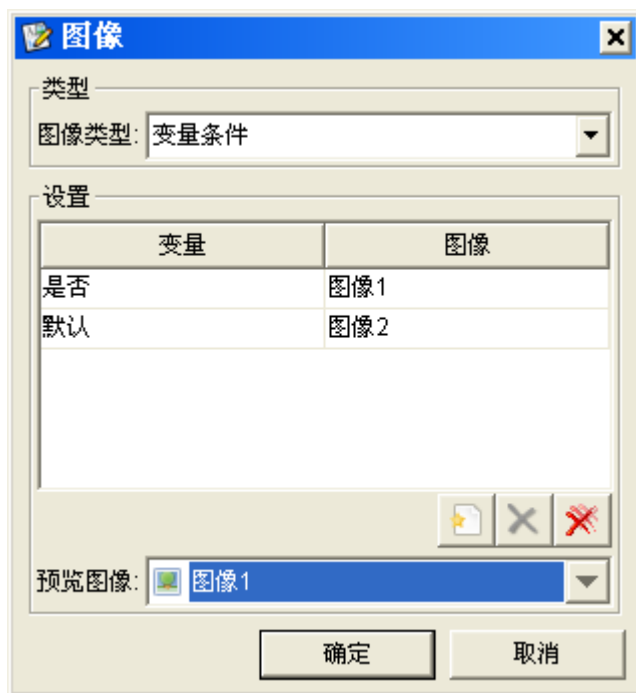 图像
类型
图像类型: 变量条件
设置
变量 图像
是否 图像1
默认 图像2
预览图像: 图像1
确定 取消